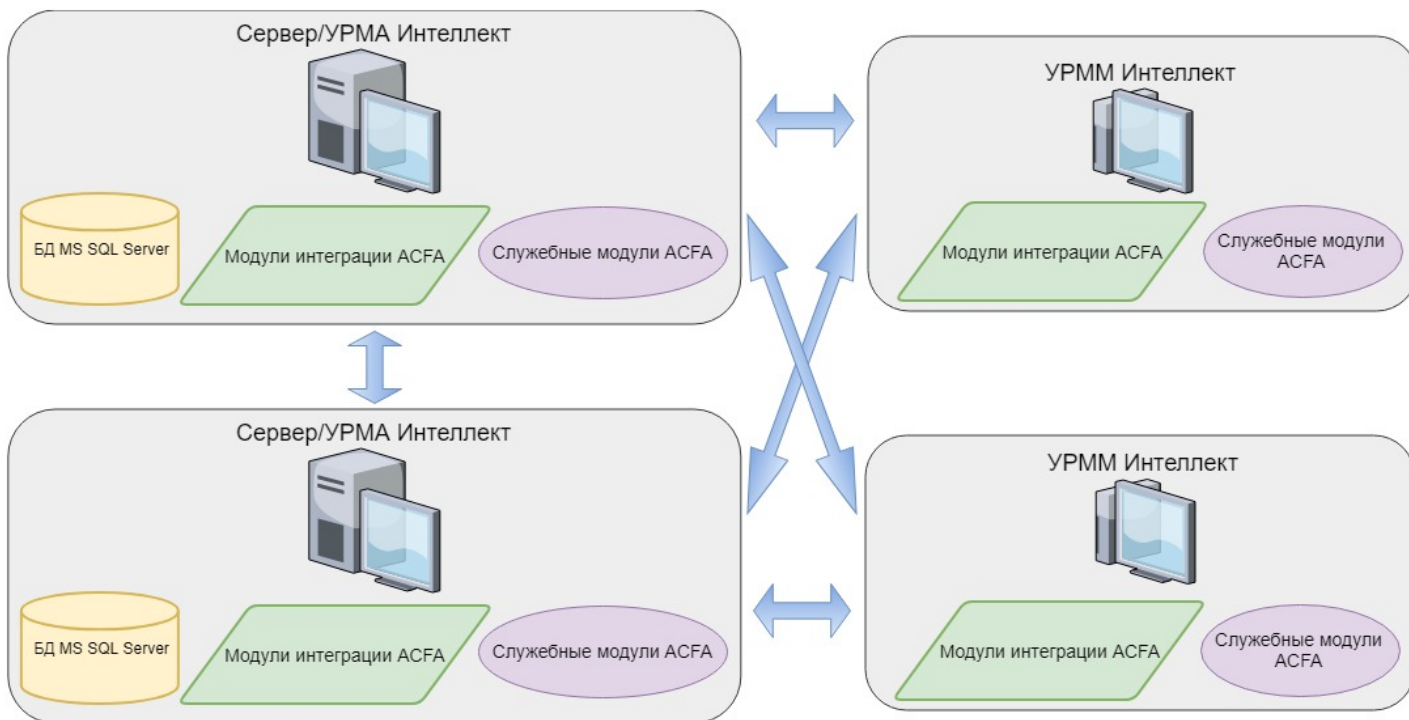 Сервер/УРМА Интеллект
БД MS SQL Server
Модули интеграции ACFA
Служебные модули ACFA
УРММ Интеллект
Модули интеграции ACFA
Служебные модули
ACFA
Сервер/УРМА Интеллект
БД MS SQL Server
Модули интеграции ACFA
Служебные модули ACFA
УРММ Интеллект
Модули интеграции ACFA
Служебные модули
ACFA